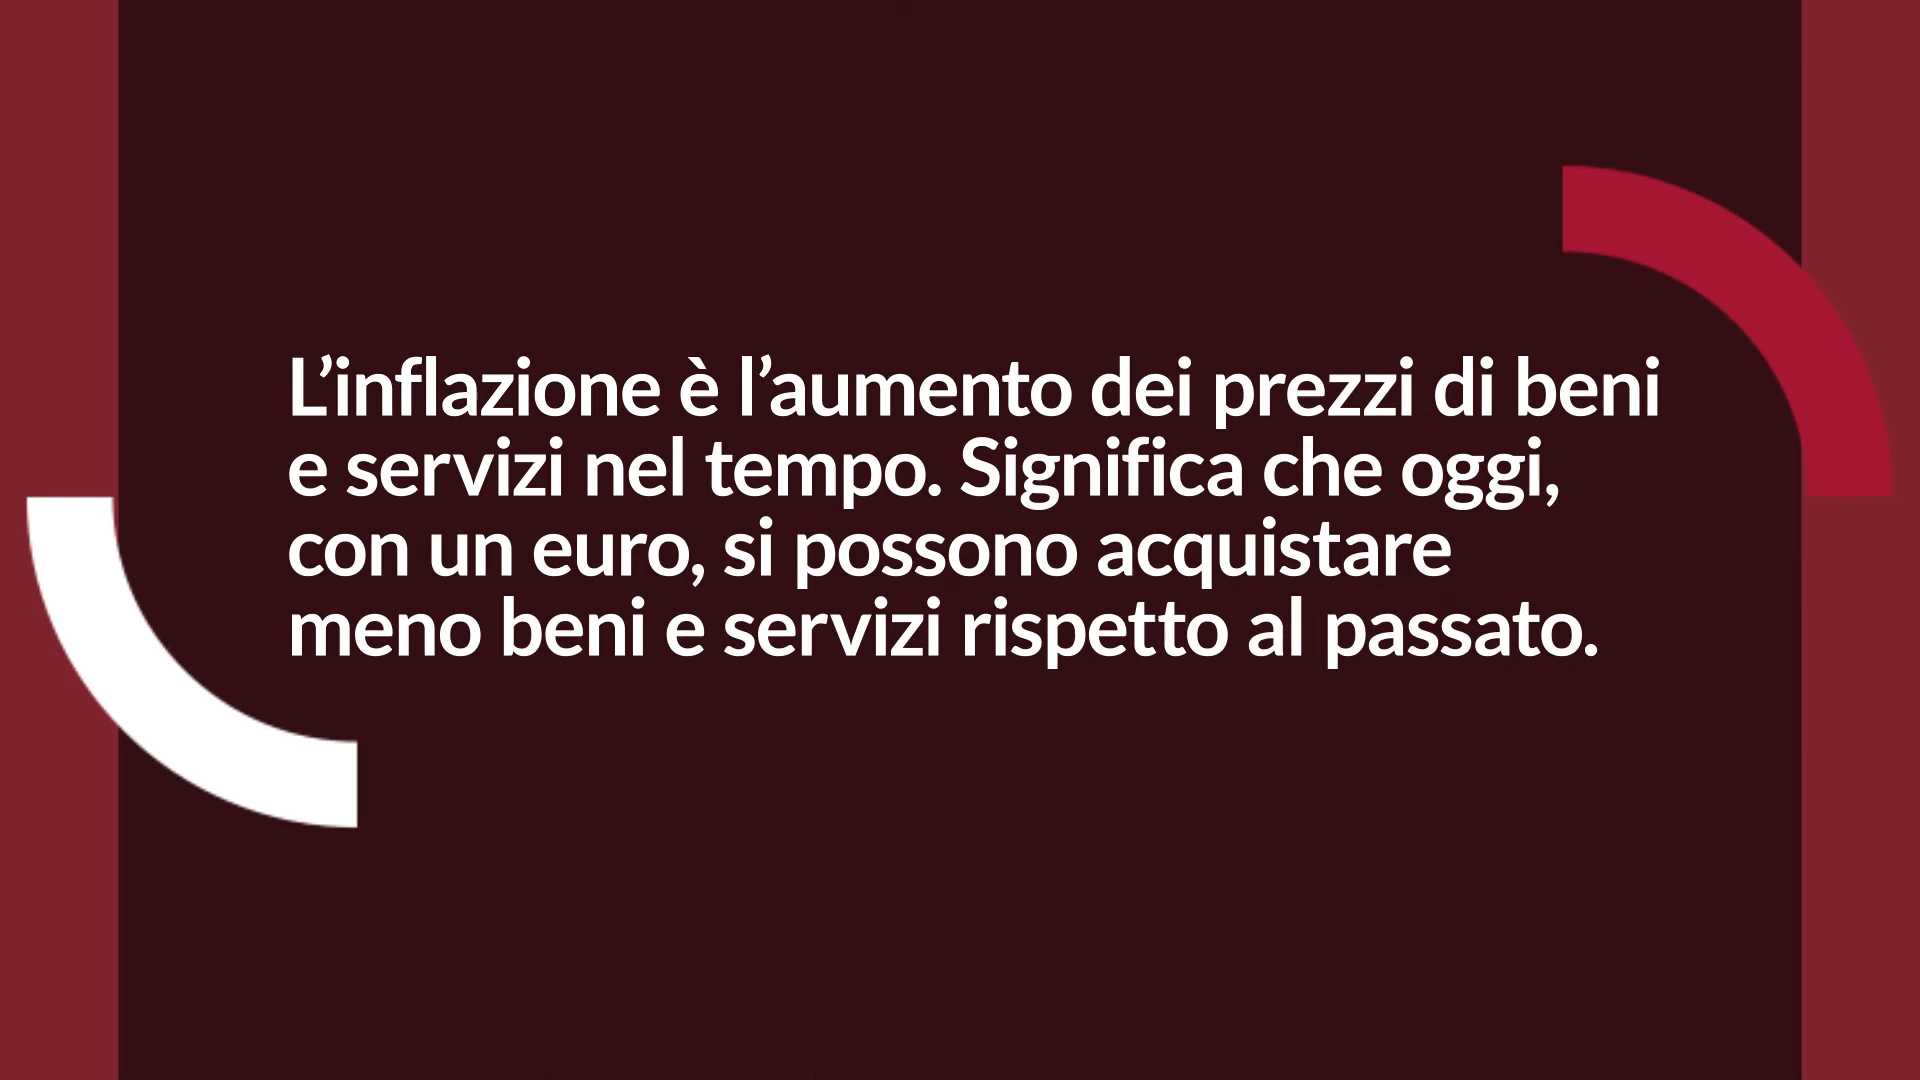 L’inflazione è l’aumento dei prezzi di beni
e servizi nel tempo. Significa che oggi,
con un euro, si possono acquistare
meno beni e servizi rispetto al passato.